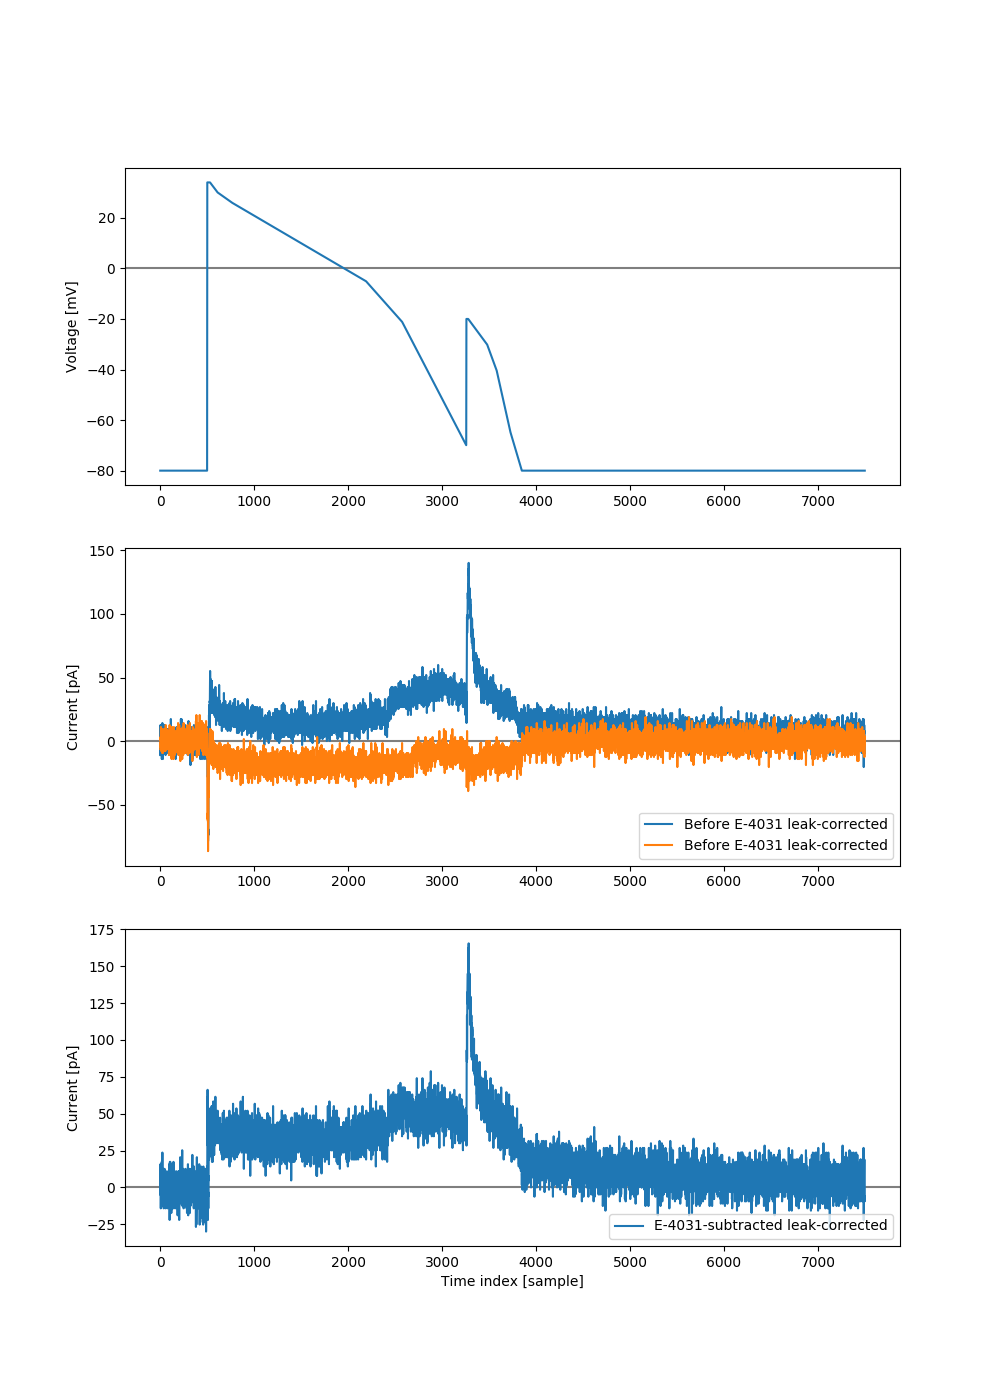 Voltage [mV]
20
0
−20
−40
−60
−80
0 1000 2000 3000 4000 5000 6000 7000
Current [pA]
150
100
50
0
−50
Before E-4031 leak-corrected
Before E-4031 leak-corrected
0 1000 2000 3000 4000 5000 6000 7000
Current [pA]
175
150
125
100
75
50
25
0
−25
E-4031-subtracted leak-corrected
0 1000 2000 3000 4000 5000 6000 7000
Time index [sample]